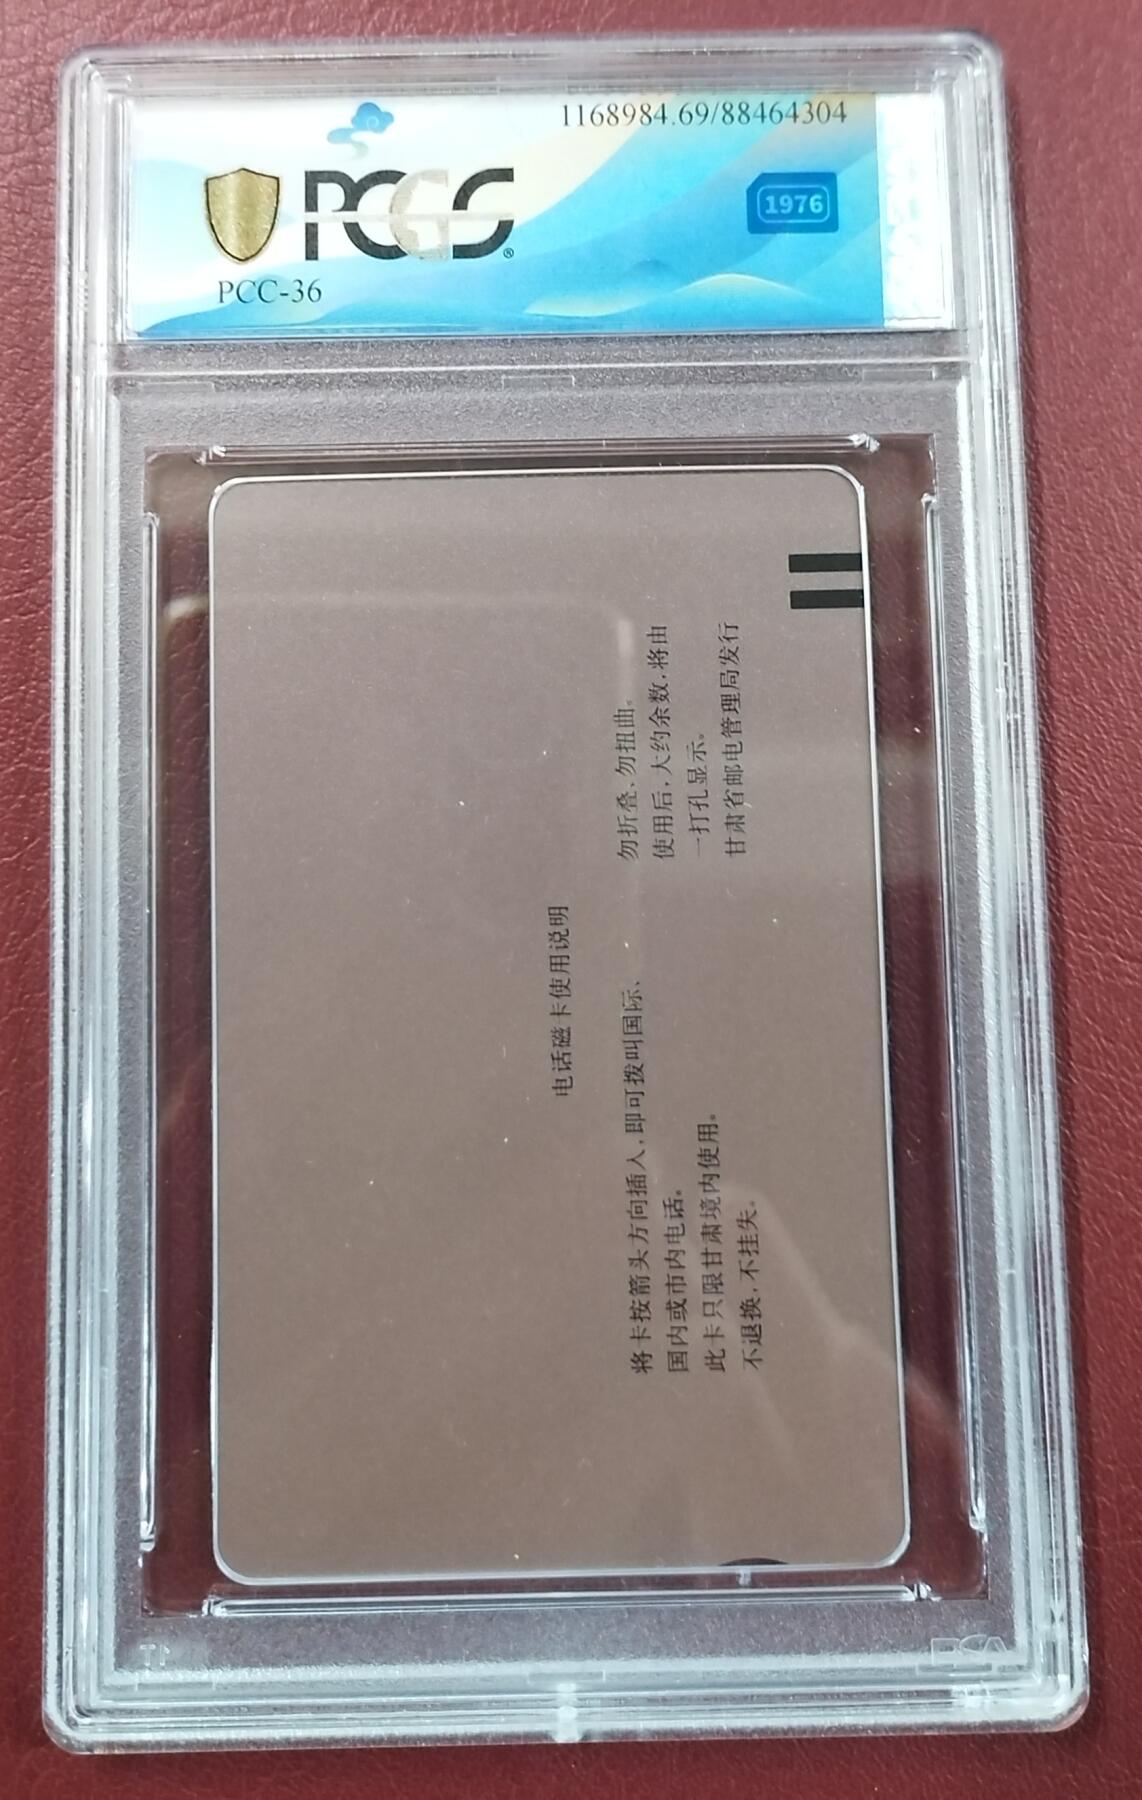 1168984.69/88464304
PCGS
1976
PCC-36
电话磁卡使用说明
将卡按箭头方向插入,即可拨叫国际、
国内或市内电话。
此卡只限甘肃境内使用。
不退换,不挂失。
勿折叠、勿扭曲。
使用后,大约余数,将由
一打孔显示。
甘肃省邮电管理局发行